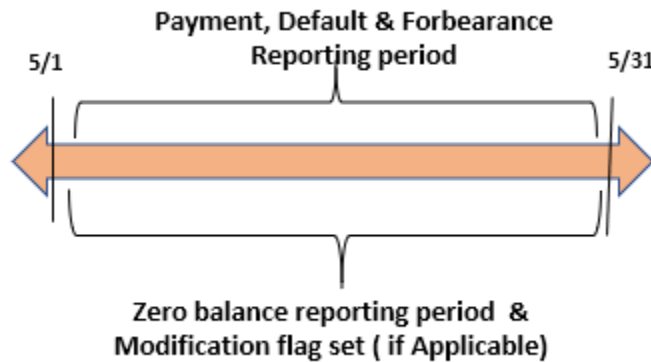 Payment, Default & Forbearance
Reporting period
5/1
5/31
Zero balance reporting period &
Modification flag set ( if Applicable)